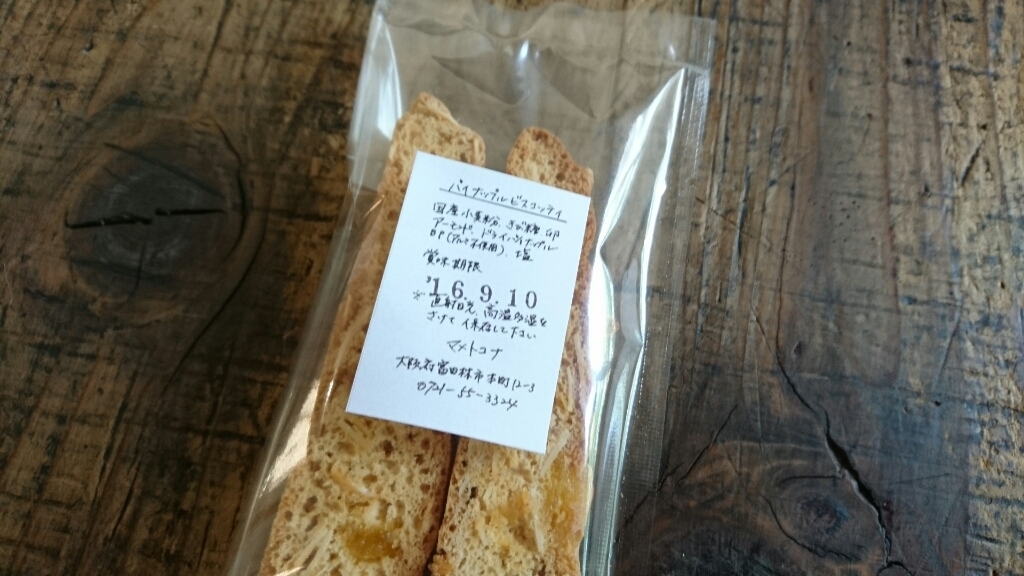 パイナップルビスコッティ
国産小麦粉、きび糖、卵
アーモンド、ドライパイナップル
BP(アルミ不使用)、塩
賞味期限
'16.9.10
*直射日光、高温多湿を
さけて保存して下さい
マメトコナ
大阪府富田林市本町12-3
0721-55-3324